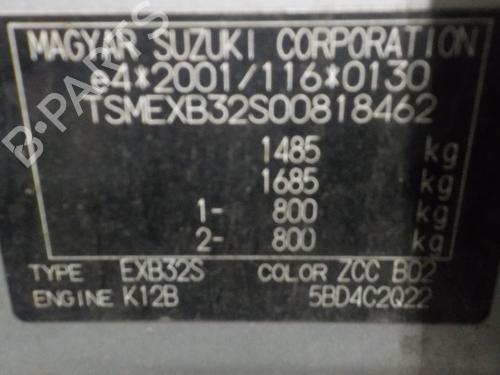 MAGYAR SUZUKI CORPORATION
e4*2001/116*0130
TSMEXB32S00818462
1485 kg
1685 kg
1- 800 kg
2- 800 kg
TYPE EXB32S COLOR ZCC B02
ENGINE K12B 5BD4C2Q22
B-PARTS